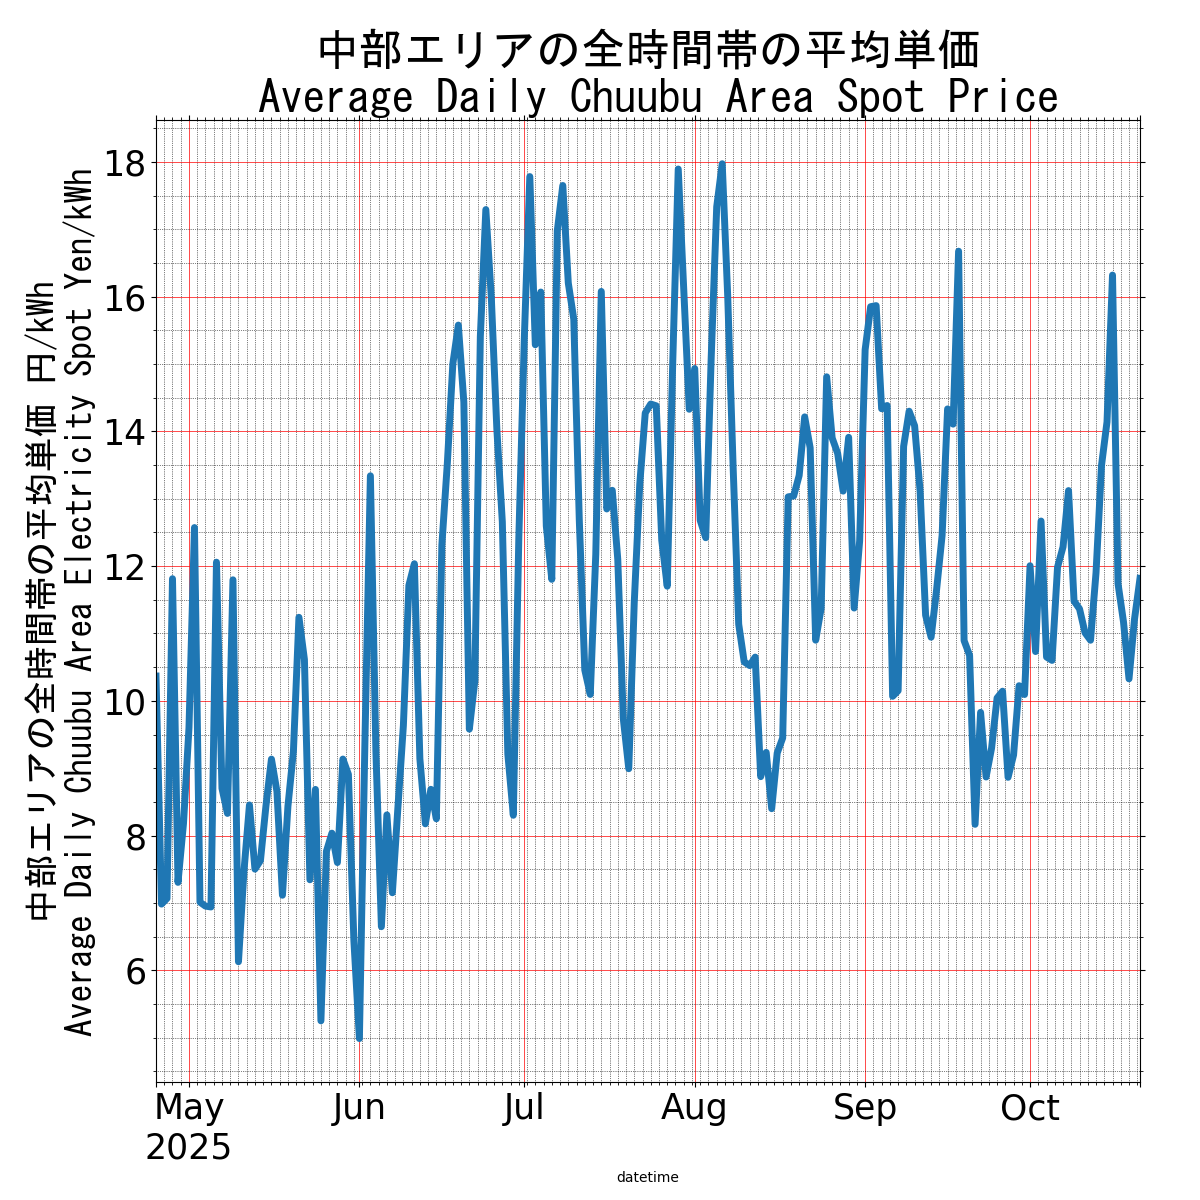 中部エリアの全時間帯の平均単価
Average Daily Chuubu Area Spot Price
中部エリアの全時間帯の平均単価 円/kWh
Average Daily Chuubu Area Electricity Spot Yen/kWh
18
16
14
12
10
8
6
May Jun Jul Aug Sep Oct
2025
datetime